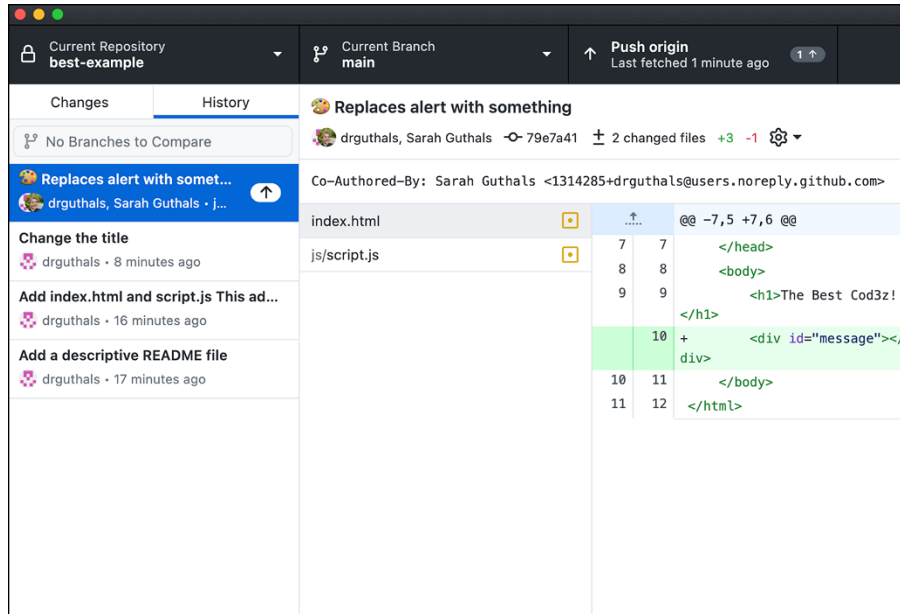 Current Repository
best-example
Current Branch
main
Push origin
Last fetched 1 minute ago
1
Changes
History
No Branches to Compare
Replaces alert with somet...
drguthals, Sarah Guthals • j...
Change the title
drguthals • 8 minutes ago
Add index.html and script.js This ad...
drguthals • 16 minutes ago
Add a descriptive README file
drguthals • 17 minutes ago
Replaces alert with something
drguthals, Sarah Guthals 79e7a41 2 changed files +3 -1
Co-Authored-By: Sarah Guthals <1314285+drguthals@users.noreply.github.com>
index.html
js/script.js
@@ -7,5 +7,6 @@
7 7 </head>
8 8 <body>
9 9 <h1>The Best Cod3z!
</h1>
10 + <div id="message"></
div>
10 11 </body>
11 12 </html>